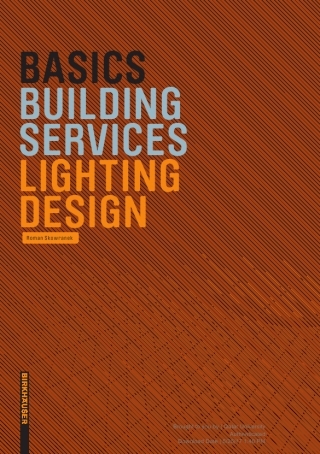 BASICS
BUILDING
SERVICES
LIGHTING
DESIGN
Roman Skowranek
BIRKHÄUSER